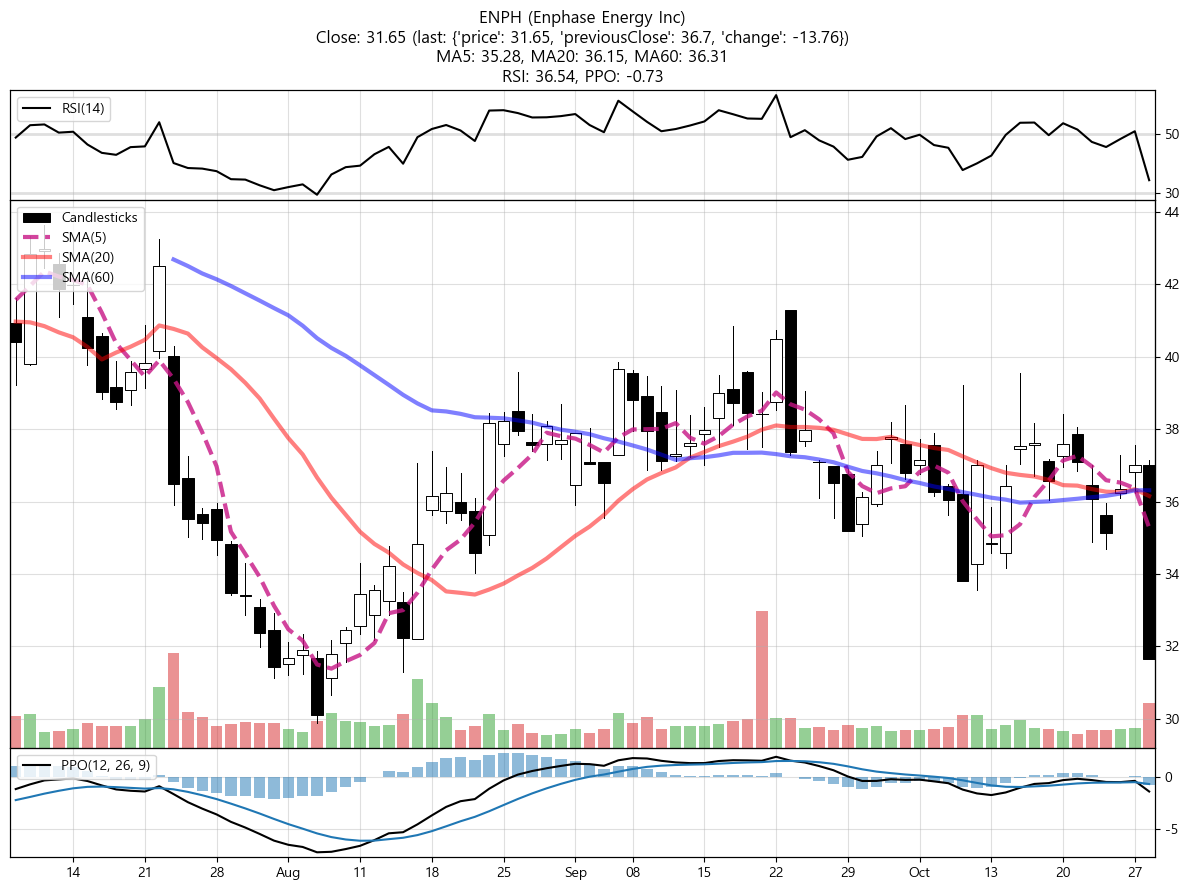 ENPH (Enphase Energy Inc)
Close: 31.65 (last: {'price': 31.65, 'previousClose': 36.7, 'change': -13.76})
MA5: 35.28, MA20: 36.15, MA60: 36.31
RSI: 36.54, PPO: -0.73
RSI(14)
50
30
Candlesticks
SMA(5)
SMA(20)
SMA(60)
44
42
40
38
36
34
32
30
PPO(12, 26, 9)
0
-5
14 21 28 Aug 11 18 25 Sep 08 15 22 29 Oct 13 20 27